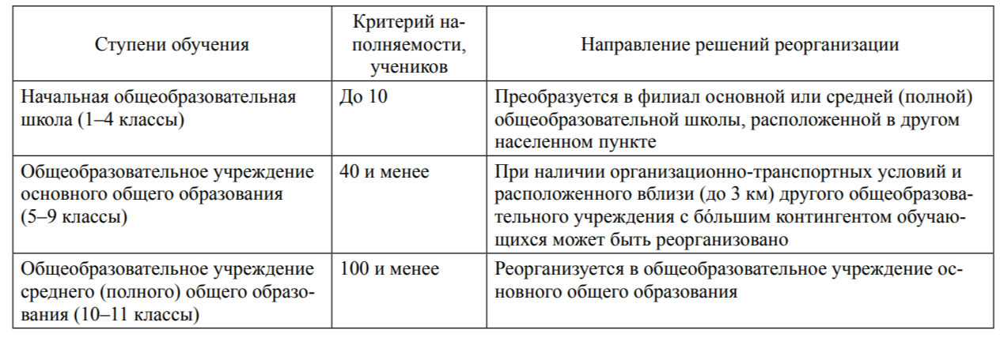 Ступени обучения
Критерий на-
полняемости,
учеников
Направление решений реорганизации
Начальная общеобразовательная
школа (1–4 классы)
До 10
Преобразуется в филиал основной или средней (полной)
общеобразовательной школы, расположенной в другом
населенном пункте
Общеобразовательное учреждение
основного общего образования
(5–9 классы)
40 и менее
При наличии организационно-транспортных условий и
расположенного вблизи (до 3 км) другого общеобразова-
тельного учреждения с бо́льшим контингентом обучаю-
щихся может быть реорганизовано
Общеобразовательное учреждение
среднего (полного) общего образо-
вания (10–11 классы)
100 и менее
Реорганизуется в общеобразовательное учреждение ос-
новного общего образования